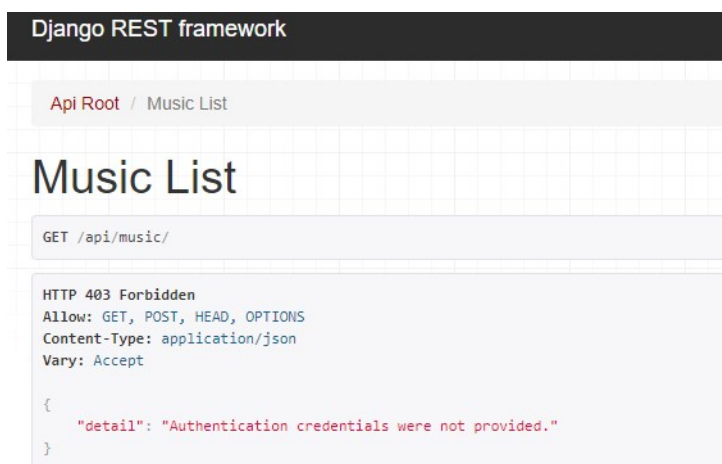 Django REST framework
Api Root / Music List
Music List
GET /api/music/
HTTP 403 Forbidden
Allow: GET, POST, HEAD, OPTIONS
Content-Type: application/json
Vary: Accept
{
    "detail": "Authentication credentials were not provided."
}